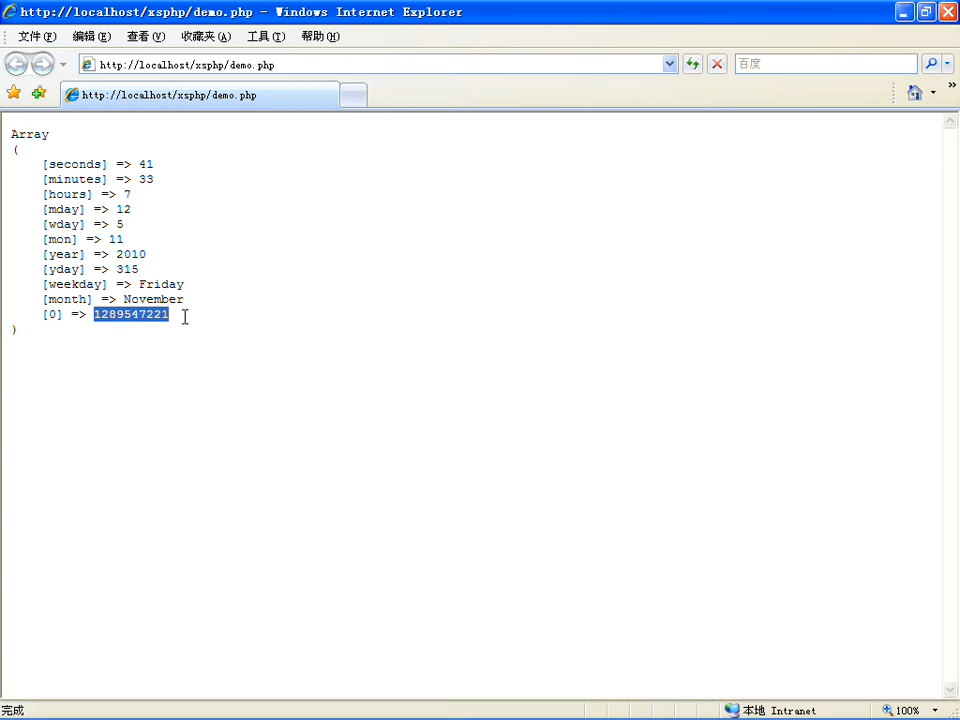 http://localhost/xsphp/demo.php - Windows Internet Explorer
文件(F) 编辑(E) 查看(V) 收藏夹(A) 工具(T) 帮助(H)
http://localhost/xsphp/demo.php 百度
http://localhost/xsphp/demo.php »
Array
(
[seconds] => 41
[minutes] => 33
[hours] => 7
[mday] => 12
[wday] => 5
[mon] => 11
[year] => 2010
[yday] => 315
[weekday] => Friday
[month] => November
[0] => 1289547221
)
完成 本地 Intranet 100%